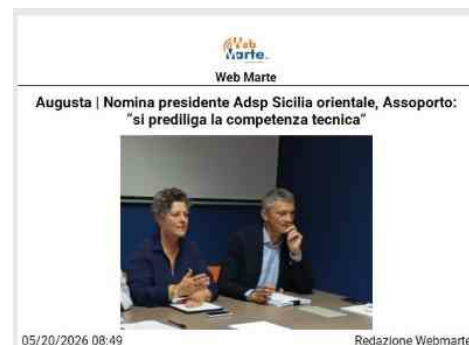 Web
Marte
Web Marte
Augusta | Nomina presidente Adsp Sicilia orientale, Assoporto:
“si prediliga la competenza tecnica”
05/20/2026 08:49
Redazione Webmarte